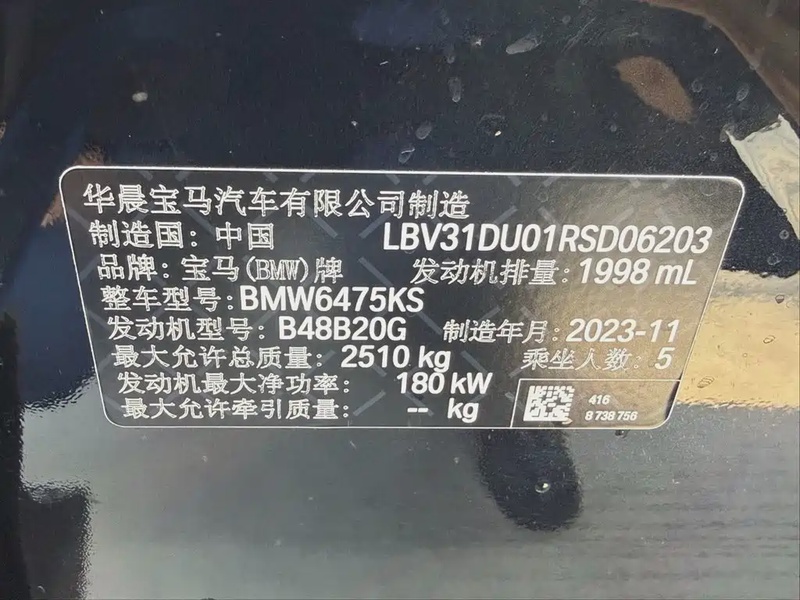 华晨宝马汽车有限公司制造
制造国：中国 LBV31DU01RSD06203
品牌：宝马(BMW)牌 发动机排量：1998 mL
整车型号：BMW6475KS
发动机型号：B48B20G 制造年月：2023-11
最大允许总质量：2510 kg 乘坐人数：5
发动机最大净功率：180 kW
最大允许牵引质量：-- kg
416
8 738 756